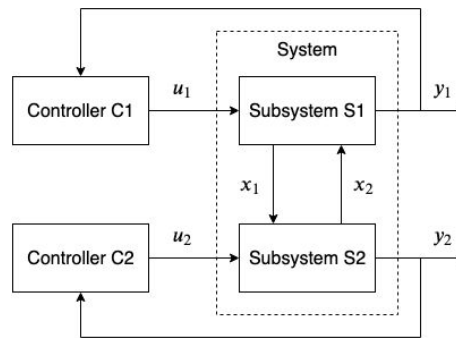 System
Controller C1
u₁
Subsystem S1
y₁
x₁
x₂
Controller C2
u₂
Subsystem S2
y₂